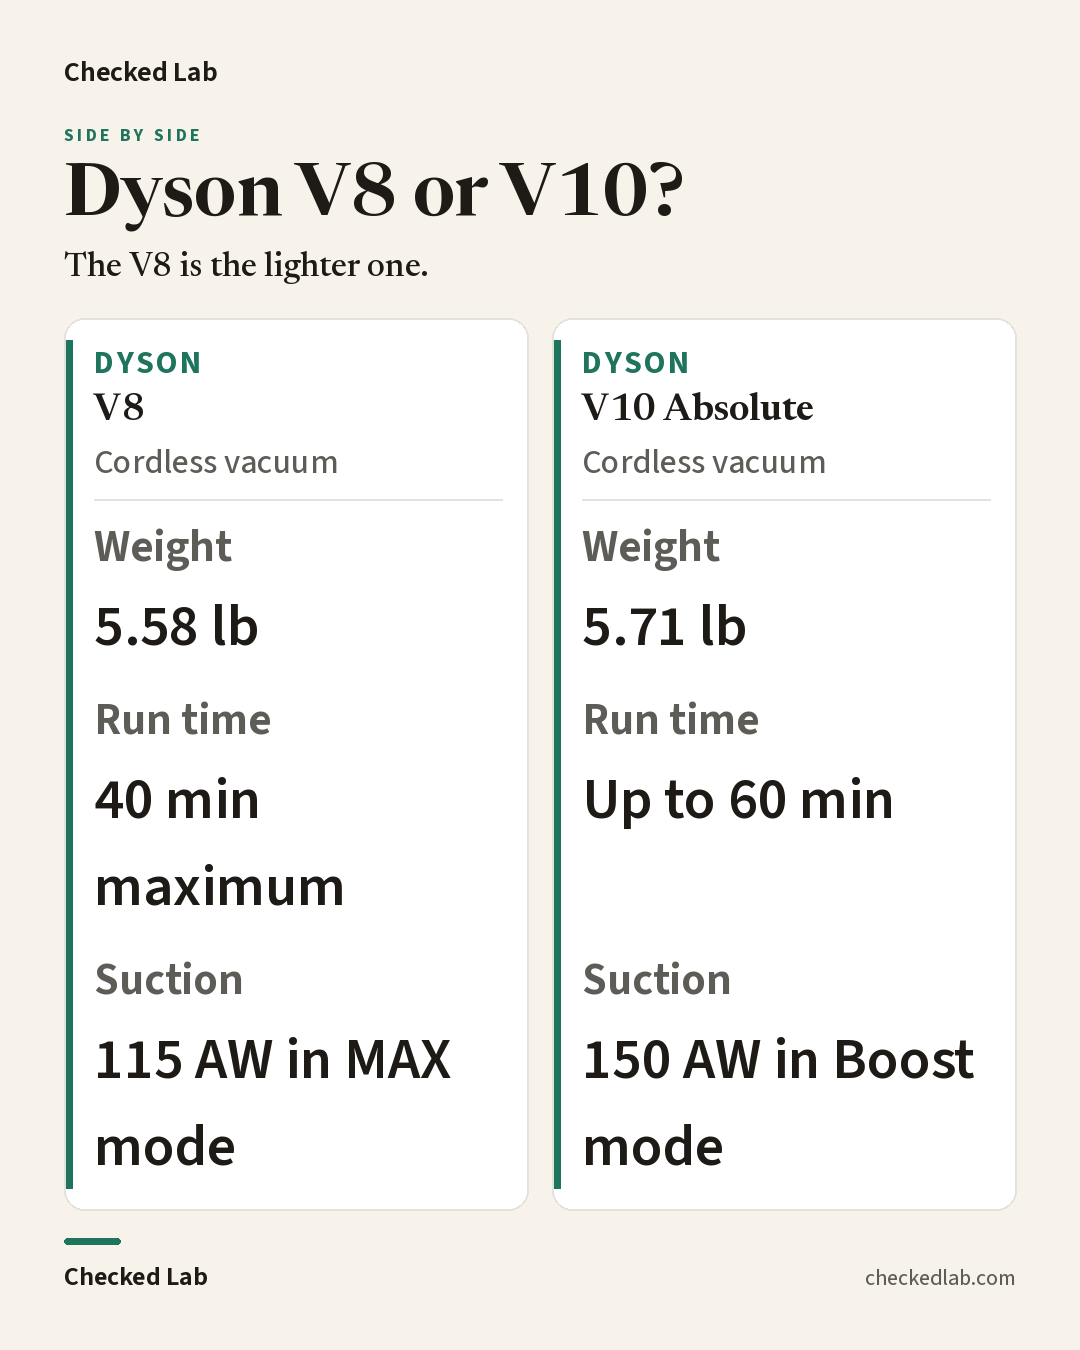 Checked Lab
SIDE BY SIDE
Dyson V8 or V10?
The V8 is the lighter one.
DYSON
V8
Cordless vacuum
Weight
5.58 lb
Run time
40 min
maximum
Suction
115 AW in MAX
mode
DYSON
V10 Absolute
Cordless vacuum
Weight
5.71 lb
Run time
Up to 60 min
Suction
150 AW in Boost
mode
Checked Lab
checkedlab.com